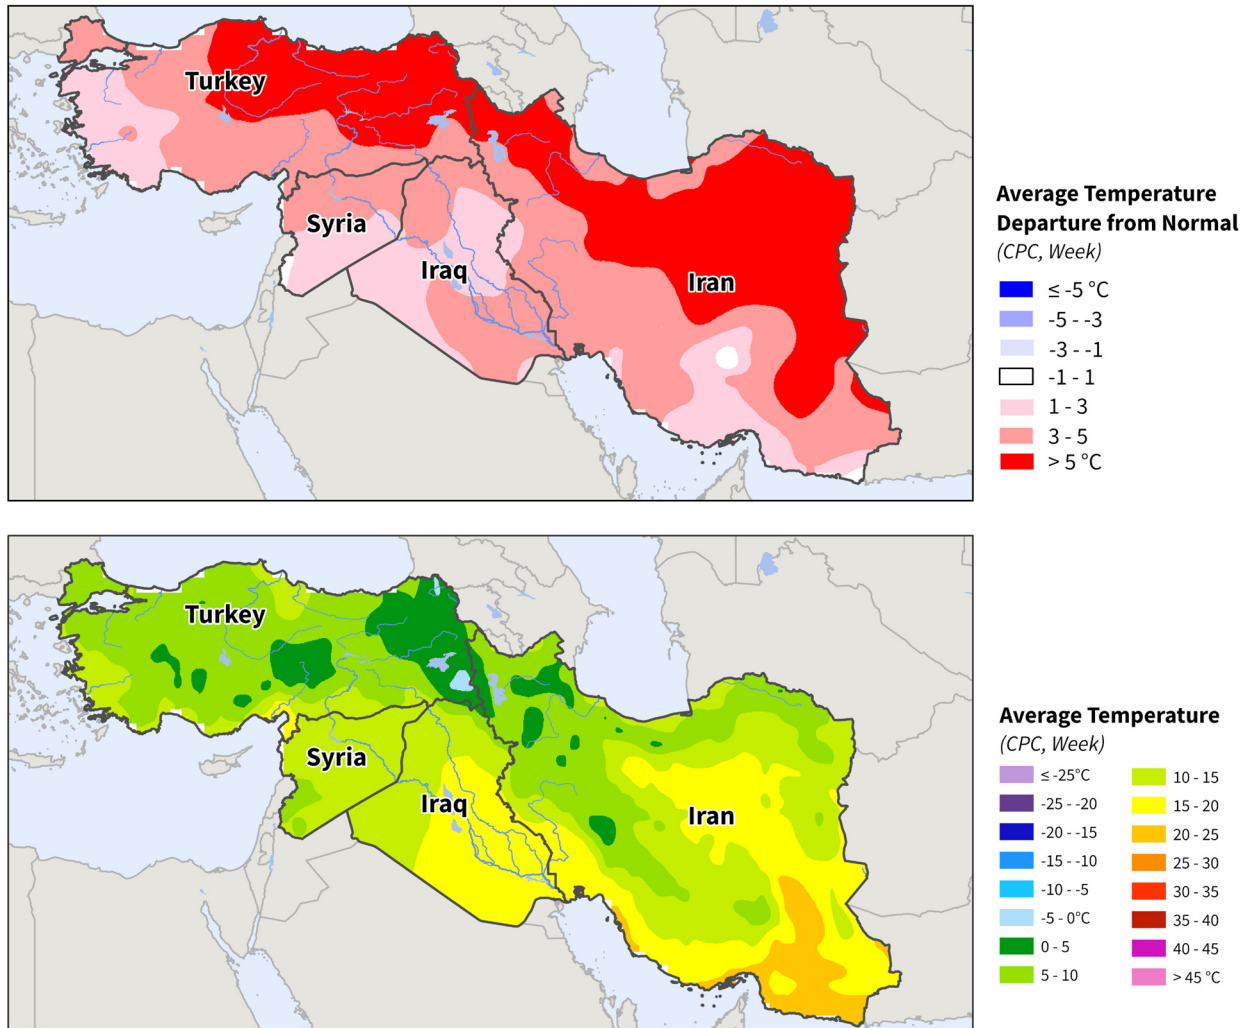 Turkey
Syria
Iraq
Iran
Average Temperature
Departure from Normal
(CPC, Week)
≤ -5 °C
-5 - -3
-3 - -1
-1 - 1
1 - 3
3 - 5
> 5 °C
Turkey
Syria
Iraq
Iran
Average Temperature
(CPC, Week)
≤ -25°C
-25 - -20
-20 - -15
-15 - -10
-10 - -5
-5 - 0°C
0 - 5
5 - 10
10 - 15
15 - 20
20 - 25
25 - 30
30 - 35
35 - 40
40 - 45
> 45 °C